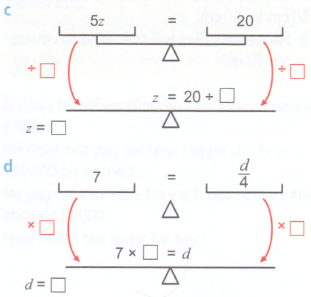 c
5z = 20
÷ □ ÷ □
z = 20 ÷ □
z = □
d
7 = d/4
× □ × □
7 × □ = d
d = □